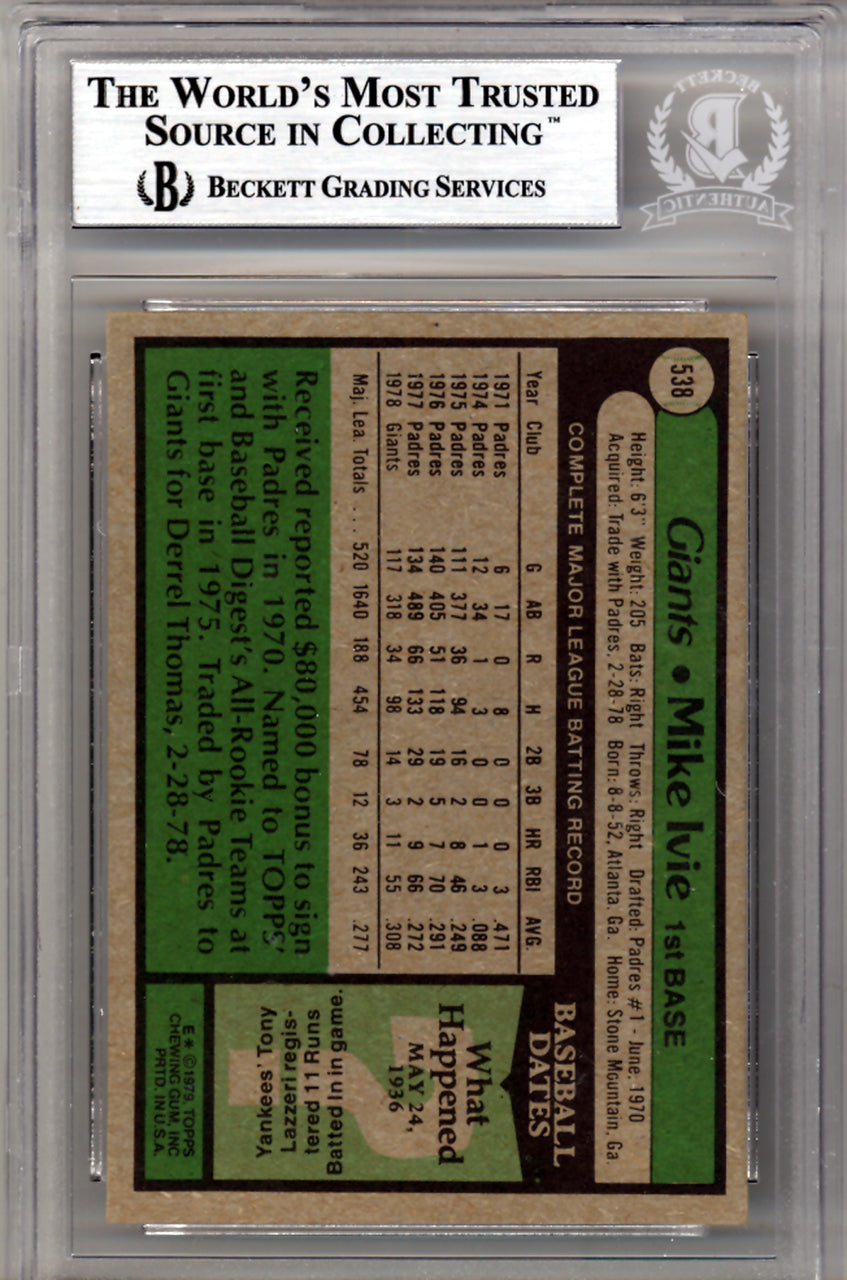 THE WORLD'S MOST TRUSTED
SOURCE IN COLLECTING™
B BECKETT GRADING SERVICES
BECKETT
B
AUTHENTIC
538
Giants • Mike Ivie 1st BASE
Height: 6'3" Weight: 205 Bats: Right Throws: Right Drafted: Padres #1 - June, 1970
Acquired: Trade with Padres, 2-28-78 Born: 8-8-52, Atlanta, Ga. Home: Stone Mountain, Ga.
COMPLETE MAJOR LEAGUE BATTING RECORD
Year Club G AB R H 2B 3B HR RBI AVG.
1971 Padres 6 17 0 8 0 0 0 3 .471
1974 Padres 12 34 1 3 0 0 1 3 .088
1975 Padres 111 377 36 94 16 2 8 46 .249
1976 Padres 140 405 51 118 19 5 7 70 .291
1977 Padres 134 489 66 133 29 2 9 66 .272
1978 Giants 117 318 34 98 14 3 11 55 .308
Maj. Lea. Totals . . . 520 1640 188 454 78 12 36 243 .277
Received reported $80,000 bonus to sign
with Padres in 1970. Named to TOPPS'
and Baseball Digest's All-Rookie Teams at
first base in 1975. Traded by Padres to
Giants for Derrel Thomas, 2-28-78.
BASEBALL
DATES
What
Happened
MAY 24,
1936
?
Yankees' Tony
Lazzeri regis-
tered 11 Runs
Batted In in game.
E* © 1979, TOPPS
CHEWING GUM, INC
PRTD. IN U.S.A.